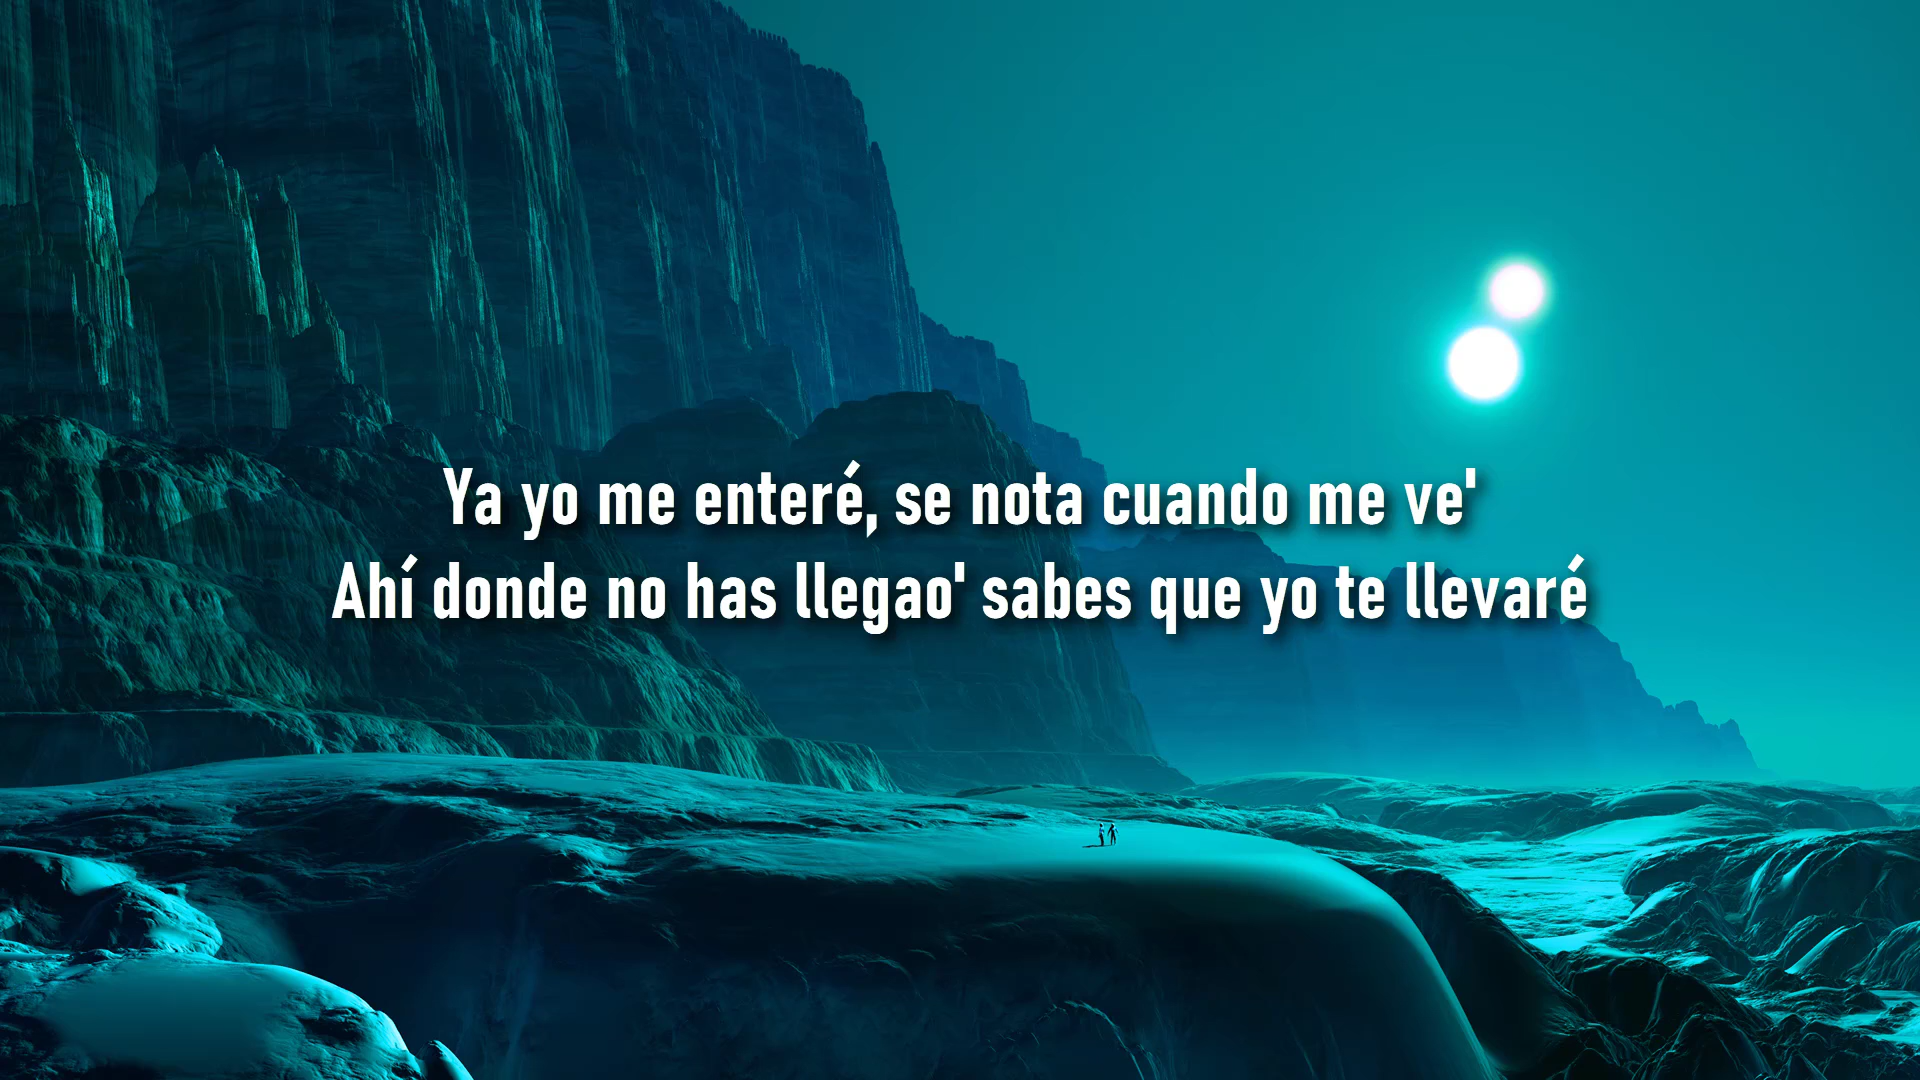 Ya yo me enteré, se nota cuando me ve'
Ahí donde no has llegao' sabes que yo te llevaré